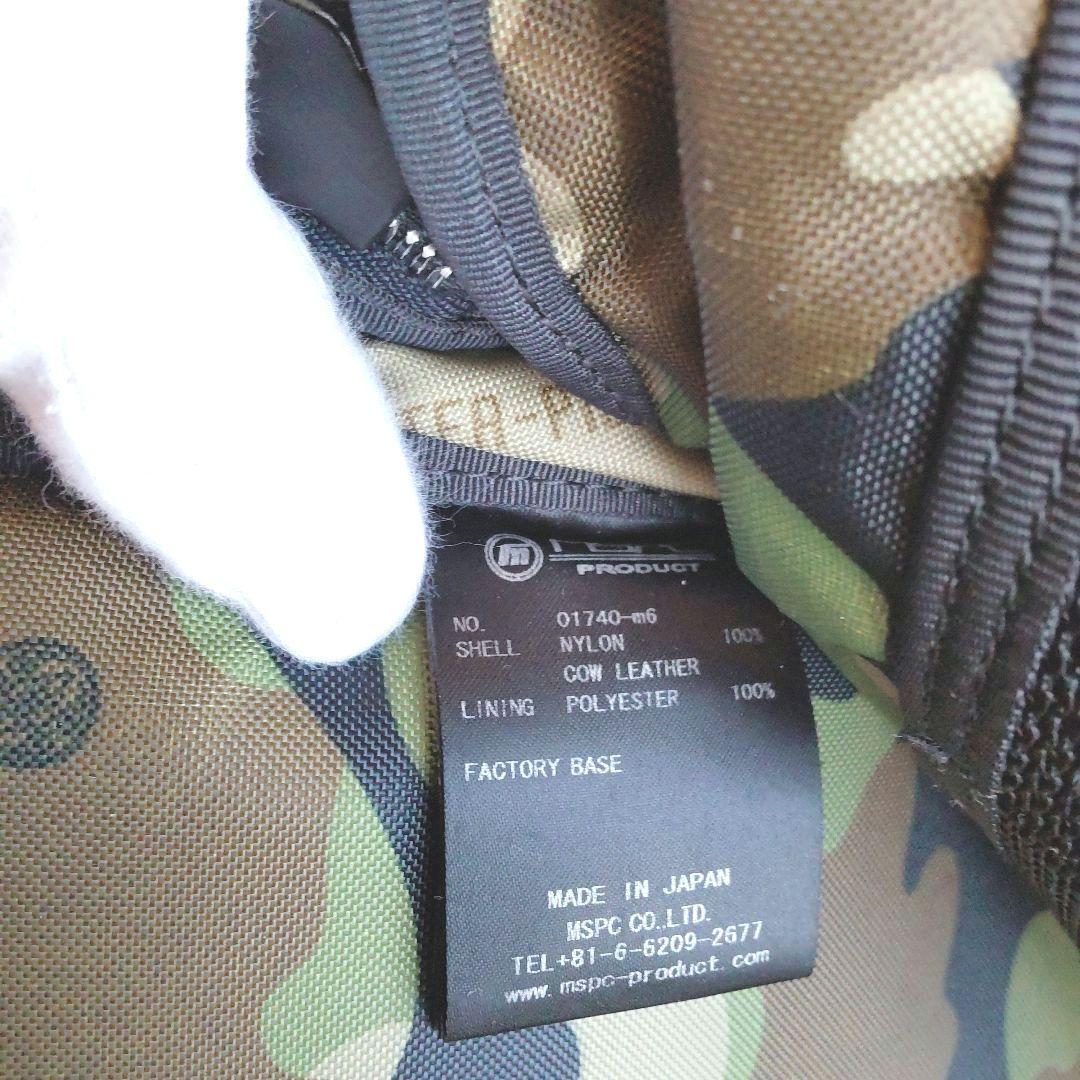 m
PRODUCT
NO. 01740-m6
SHELL NYLON 100%
COW LEATHER
LINING POLYESTER 100%
FACTORY BASE
MADE IN JAPAN
MSPC CO.,LTD.
TEL+81-6-6209-2677
www.mspc-product.com